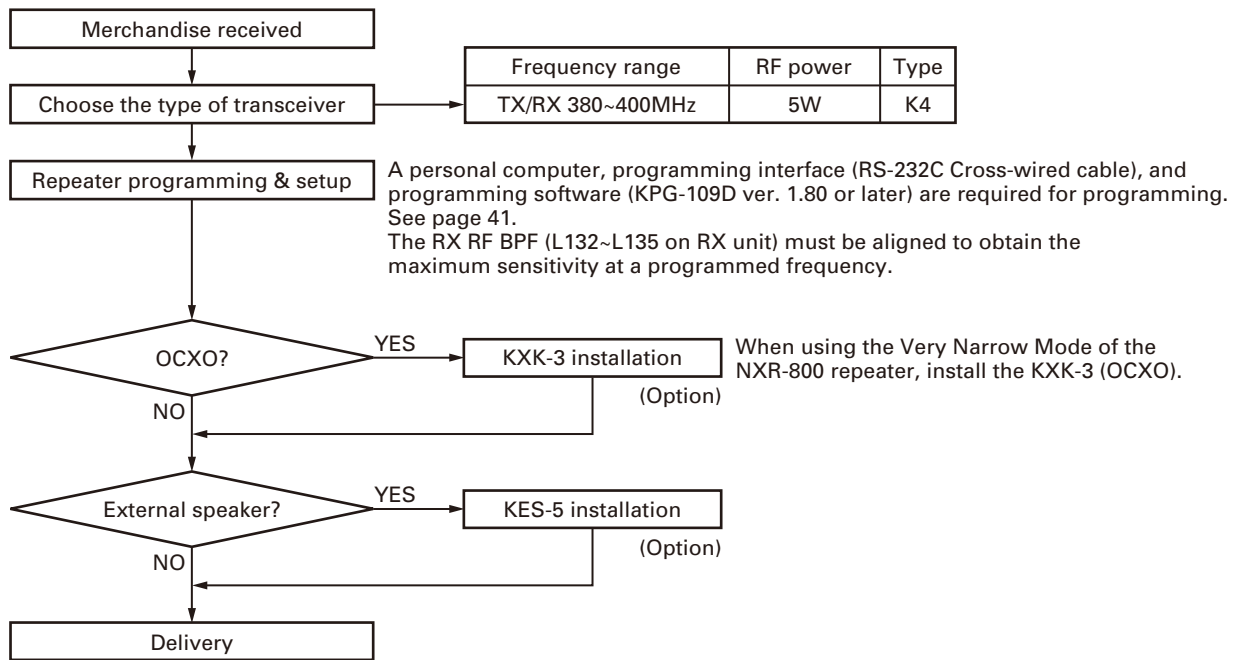 Merchandise received
Choose the type of transceiver
Frequency range RF power Type
TX/RX 380~400MHz 5W K4
Repeater programming & setup
A personal computer, programming interface (RS-232C Cross-wired cable), and
programming software (KPG-109D ver. 1.80 or later) are required for programming.
See page 41.
The RX RF BPF (L132~L135 on RX unit) must be aligned to obtain the
maximum sensitivity at a programmed frequency.
OCXO?
YES
KXK-3 installation
(Option)
When using the Very Narrow Mode of the
NXR-800 repeater, install the KXK-3 (OCXO).
NO
External speaker?
YES
KES-5 installation
(Option)
NO
Delivery